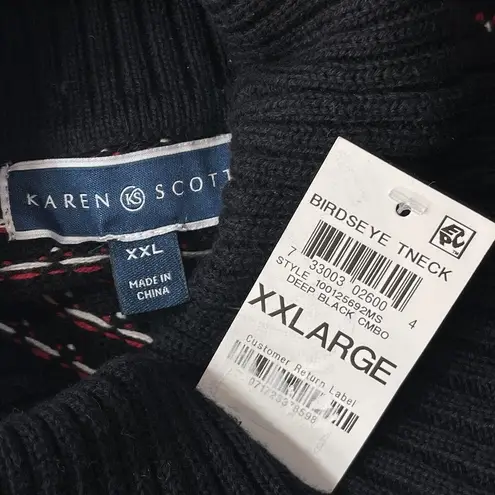 KAREN KS SCOTT
XXL
MADE IN
CHINA
EPC
BIRDSEYE TNECK
7 33003 02600 4
STYLE 100125692MS
DEEP BLACK CMBO
XXLARGE
Customer Return Label